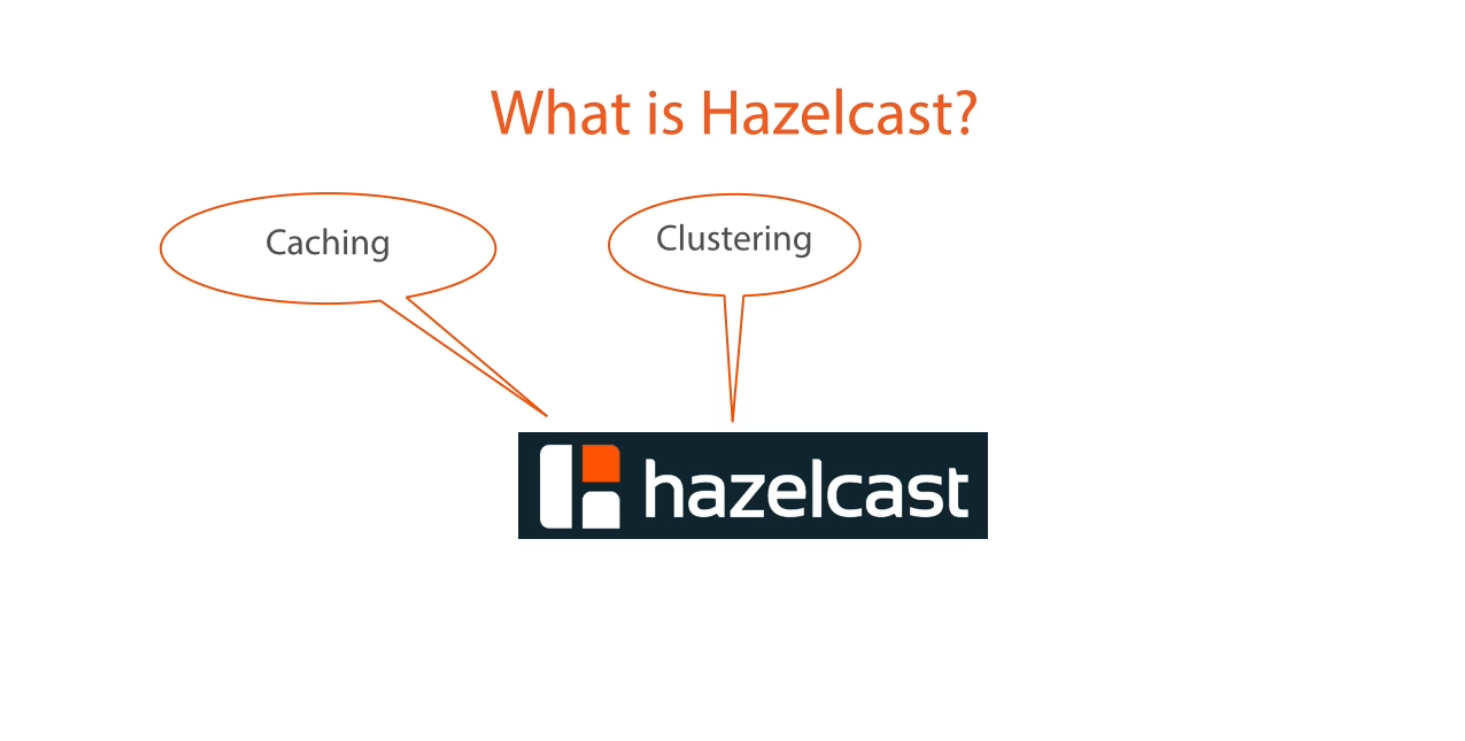 What is Hazelcast?
Caching
Clustering
hazelcast